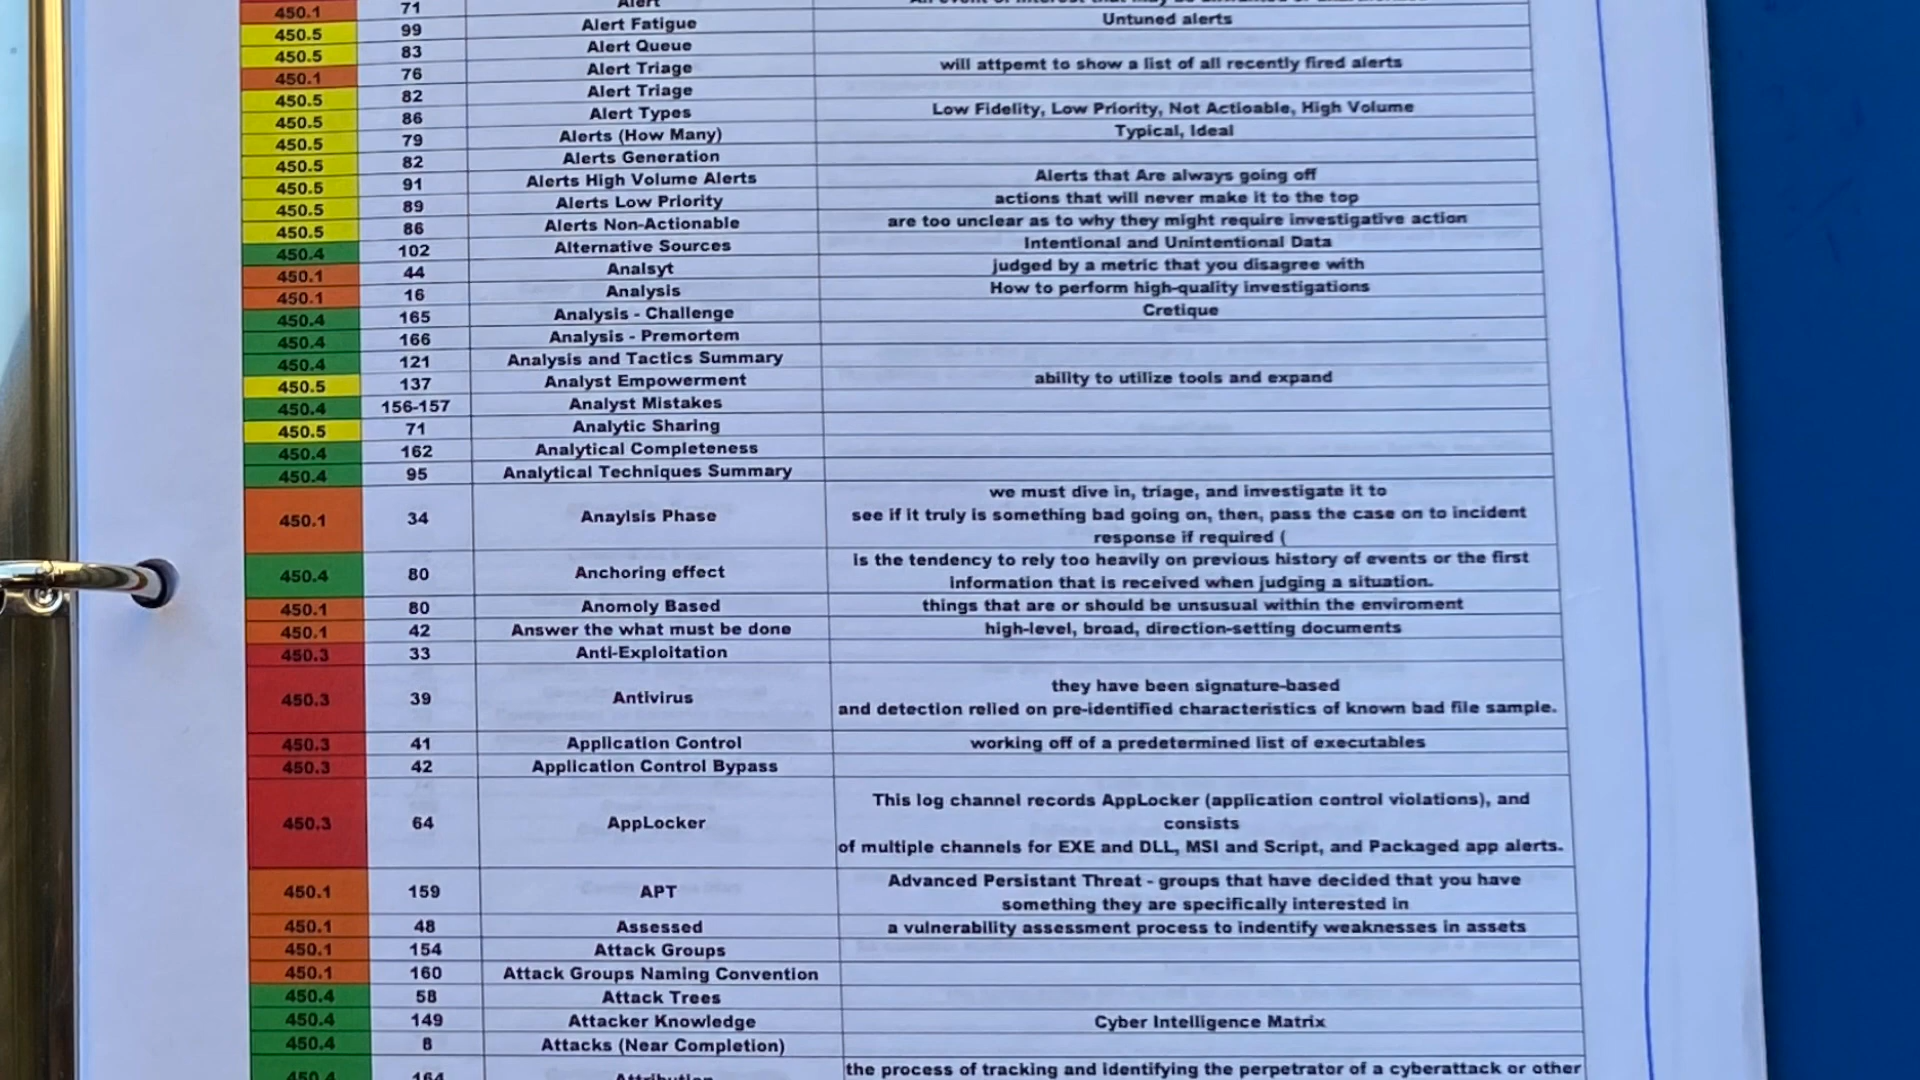 450.1 71 Alert
450.5 99 Alert Fatigue Untuned alerts
450.5 83 Alert Queue
450.1 76 Alert Triage will attpemt to show a list of all recently fired alerts
450.5 82 Alert Triage
450.5 86 Alert Types Low Fidelity, Low Priority, Not Actioable, High Volume
450.5 79 Alerts (How Many) Typical, Ideal
450.5 82 Alerts Generation
450.5 91 Alerts High Volume Alerts Alerts that Are always going off
450.5 89 Alerts Low Priority actions that will never make it to the top
450.5 86 Alerts Non-Actionable are too unclear as to why they might require investigative action
450.4 102 Alternative Sources Intentional and Unintentional Data
450.1 44 Analsyt judged by a metric that you disagree with
450.1 16 Analysis How to perform high-quality investigations
450.4 165 Analysis - Challenge Cretique
450.4 166 Analysis - Premortem
450.4 121 Analysis and Tactics Summary
450.5 137 Analyst Empowerment ability to utilize tools and expand
450.4 156-157 Analyst Mistakes
450.5 71 Analytic Sharing
450.4 162 Analytical Completeness
450.4 95 Analytical Techniques Summary
we must dive in, triage, and investigate it to
450.1 34 Anaylsis Phase see if it truly is something bad going on, then, pass the case on to incident
response if required (
450.4 80 Anchoring effect is the tendency to rely too heavily on previous history of events or the first
information that is received when judging a situation.
450.1 80 Anomoly Based things that are or should be unsusual within the enviroment
450.1 42 Answer the what must be done high-level, broad, direction-setting documents
450.3 33 Anti-Exploitation
450.3 39 Antivirus they have been signature-based
and detection relied on pre-identified characteristics of known bad file sample.
450.3 41 Application Control working off of a predetermined list of executables
450.3 42 Application Control Bypass
This log channel records AppLocker (application control violations), and
450.3 64 AppLocker consists
of multiple channels for EXE and DLL, MSI and Script, and Packaged app alerts.
450.1 159 APT Advanced Persistant Threat - groups that have decided that you have
something they are specifically interested in
450.1 48 Assessed a vulnerability assessment process to indentify weaknesses in assets
450.1 154 Attack Groups
450.1 160 Attack Groups Naming Convention
450.4 58 Attack Trees
450.4 149 Attacker Knowledge Cyber Intelligence Matrix
450.4 8 Attacks (Near Completion)
450.4 164 Attribution the process of tracking and identifying the perpetrator of a cyberattack or other